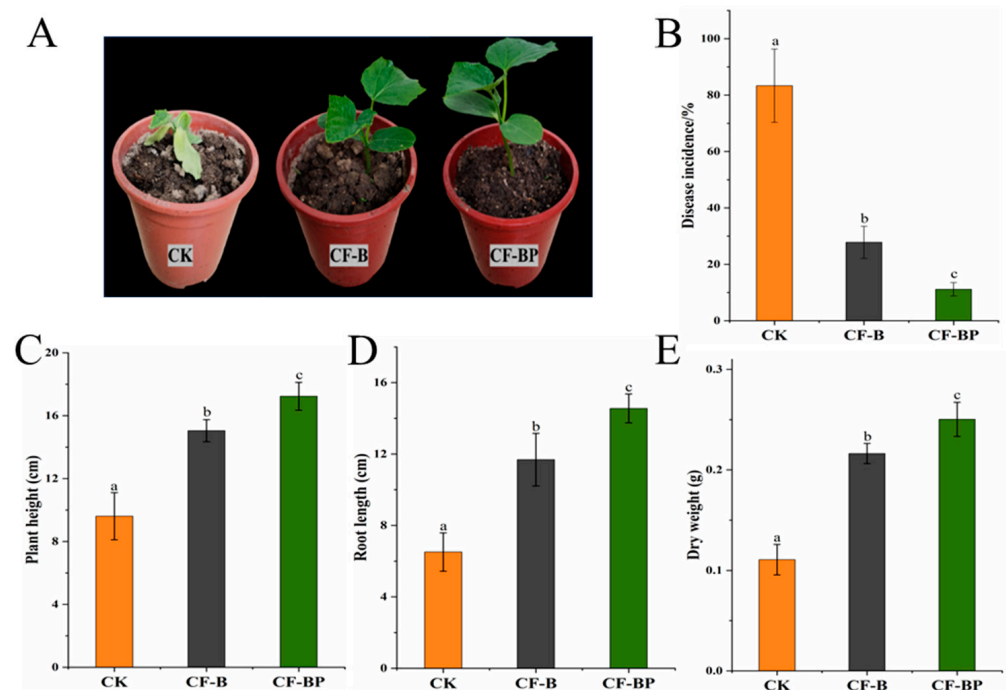 A
CK
CF-B
CF-BP
B
Disease incidence/%
100
80
60
40
20
0
a
b
c
CK
CF-B
CF-BP
C
Plant height (cm)
20
16
12
8
4
0
a
b
c
CK
CF-B
CF-BP
D
Root length (cm)
16
12
8
4
0
a
b
c
CK
CF-B
CF-BP
E
Dry weight (g)
0.3
0.2
0.1
0.0
a
b
c
CK
CF-B
CF-BP